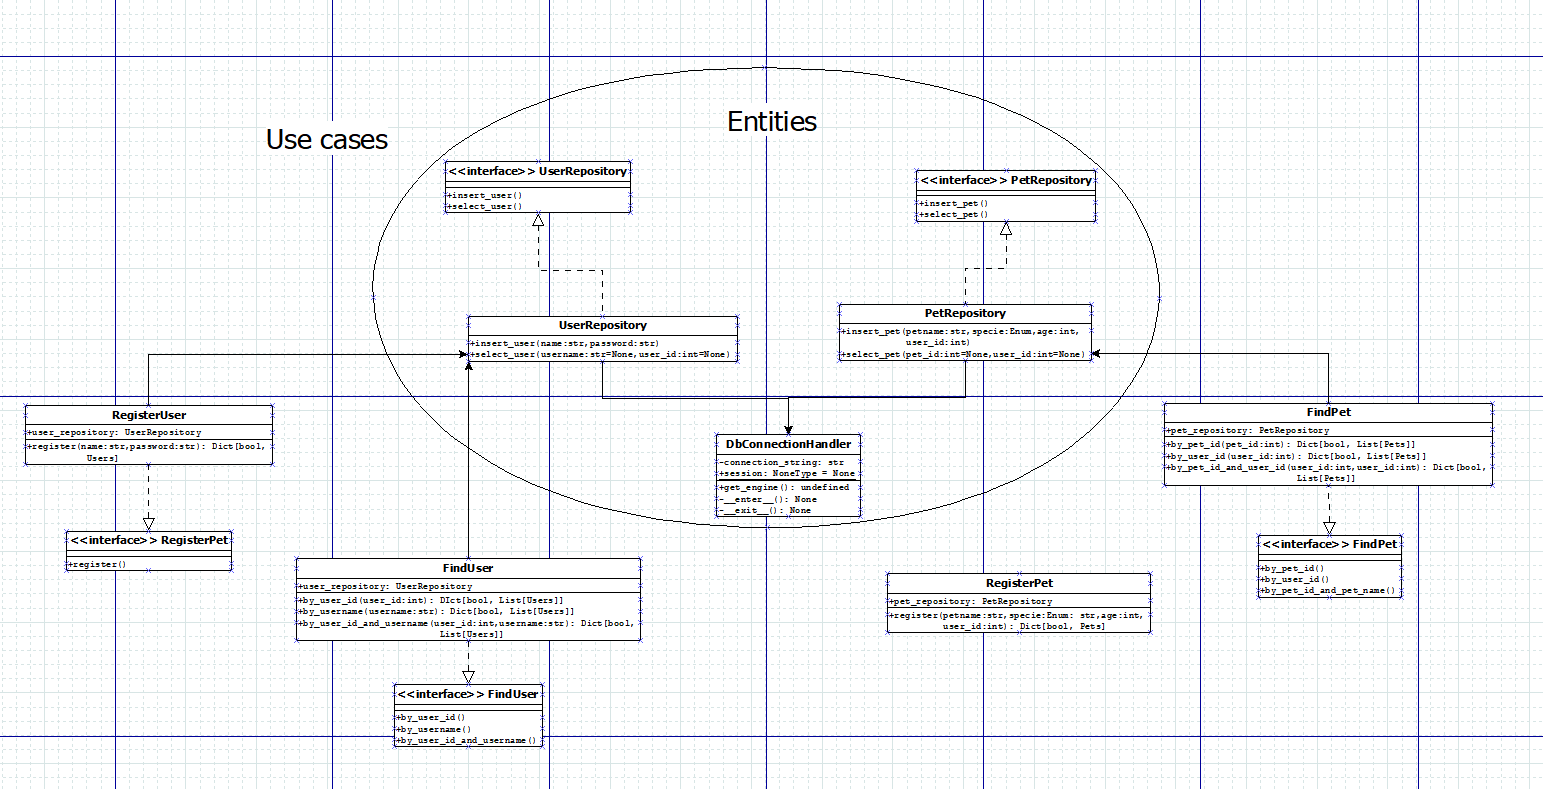 Entities
Use cases
<<interface>> UserRepository
+insert_user()
+select_user()
<<interface>> PetRepository
+insert_pet()
+select_pet()
UserRepository
+insert_user(name:str,password:str)
+select_user(username:str=None,user_id:int=None)
PetRepository
+insert_pet(petname:str,specie:Enum,age:int,
user_id:int)
+select_pet(pet_id:int=None,user_id:int=None)
RegisterUser
+user_repository: UserRepository
+register(name:str,password:str): Dict[bool,
Users]
<<interface>> RegisterPet
+register()
DbConnectionHandler
-connection_string: str
+session: NoneType = None
+get_engine(): undefined
-__enter__(): None
-__exit__(): None
FindPet
+pet_repository: PetRepository
+by_pet_id(pet_id:int): Dict[bool, List[Pets]]
+by_user_id(user_id:int): Dict[bool, List[Pets]]
+by_pet_id_and_user_id(user_id:int,user_id:int): Dict[bool,
List[Pets]]
<<interface>> FindPet
+by_pet_id()
+by_user_id()
+by_pet_id_and_pet_name()
FindUser
+user_repository: UserRepository
+by_user_id(user_id:int): DIct[bool, List[Users]]
+by_username(username:str): Dict[bool, List[Users]]
+by_user_id_and_username(user_id:int,username:str): Dict[bool,
List[Users]]
<<interface>> FindUser
+by_user_id()
+by_username()
+by_user_id_and_username()
RegisterPet
+pet_repository: PetRepository
+register(petname:str,specie:Enum: str,age:int,
user_id:int): Dict[bool, Pets]